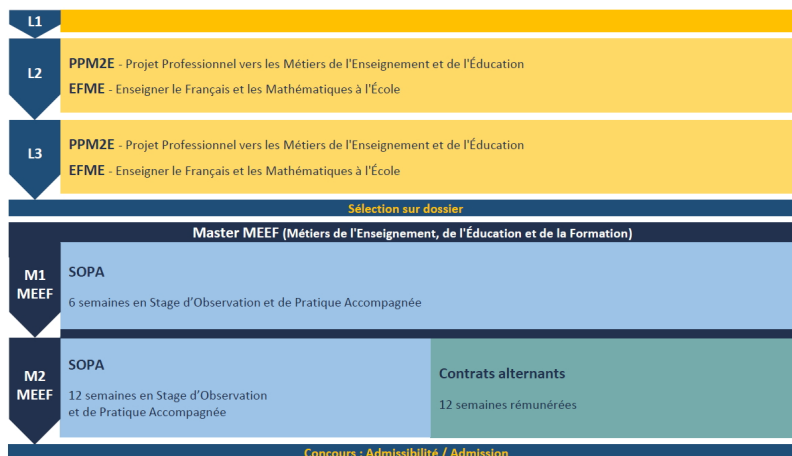 L1
L2
PPM2E - Projet Professionnel vers les Métiers de l'Enseignement et de l'Éducation
EFME - Enseigner le Français et les Mathématiques à l'École
L3
PPM2E - Projet Professionnel vers les Métiers de l'Enseignement et de l'Éducation
EFME - Enseigner le Français et les Mathématiques à l'École
Sélection sur dossier
Master MEEF (Métiers de l'Enseignement, de l'Éducation et de la Formation)
M1
MEEF
SOPA
6 semaines en Stage d’Observation et de Pratique Accompagnée
M2
MEEF
SOPA
12 semaines en Stage d’Observation
et de Pratique Accompagnée
Contrats alternants
12 semaines rémunérées
Concours : Admissibilité / Admission